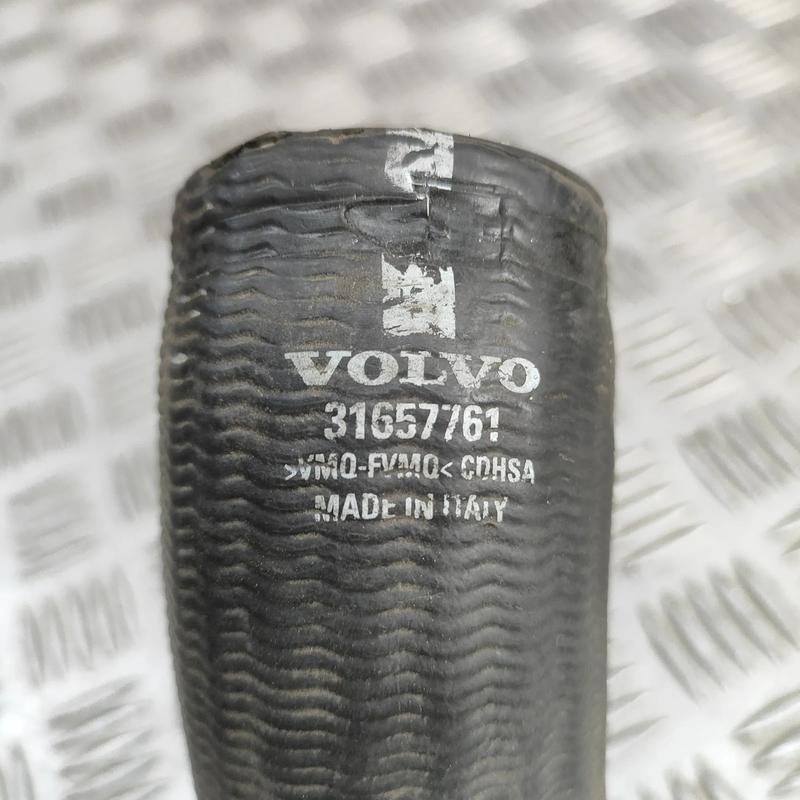 VOLVO
31657761
>VMQ-FVMQ< CDHSA
MADE IN ITALY